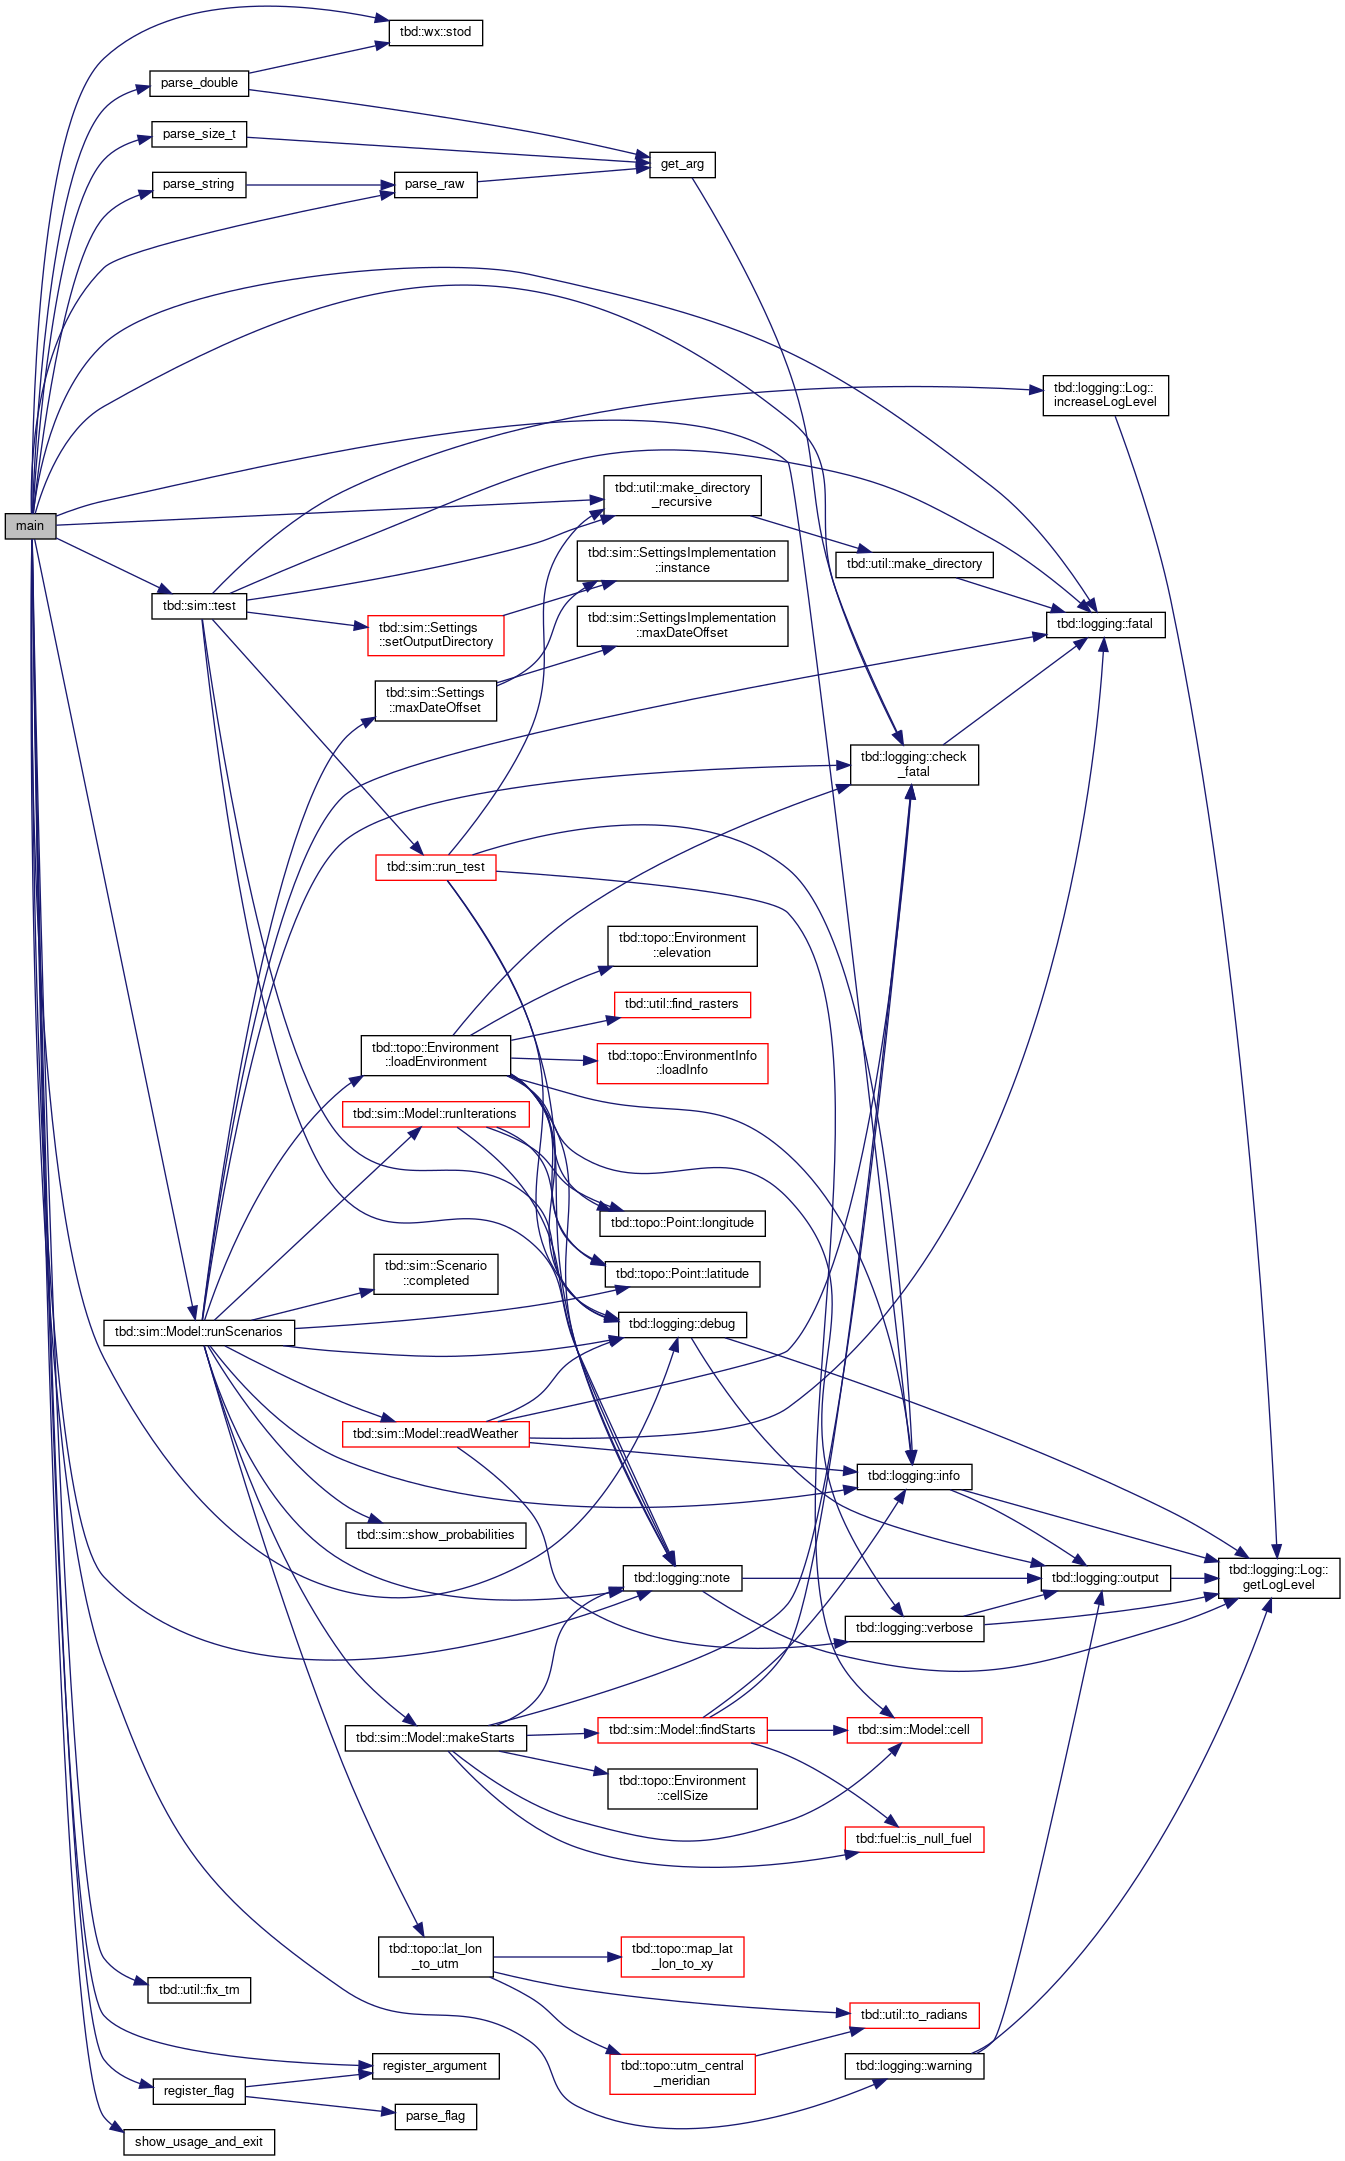 tbd::wx::stod
parse_double
parse_size_t
get_arg
parse_string
parse_raw
tbd::logging::Log::
increaseLogLevel
tbd::util::make_directory
_recursive
main
tbd::sim::SettingsImplementation
::instance
tbd::util::make_directory
tbd::sim::test
tbd::sim::Settings
::setOutputDirectory
tbd::sim::SettingsImplementation
::maxDateOffset
tbd::logging::fatal
tbd::sim::Settings
::maxDateOffset
tbd::logging::check
_fatal
tbd::sim::run_test
tbd::topo::Environment
::elevation
tbd::util::find_rasters
tbd::topo::Environment
::loadEnvironment
tbd::topo::EnvironmentInfo
::loadInfo
tbd::sim::Model::runIterations
tbd::topo::Point::longitude
tbd::sim::Scenario
::completed
tbd::topo::Point::latitude
tbd::sim::Model::runScenarios
tbd::logging::debug
tbd::sim::Model::readWeather
tbd::logging::info
tbd::sim::show_probabilities
tbd::logging::note
tbd::logging::output
tbd::logging::Log::
getLogLevel
tbd::logging::verbose
tbd::sim::Model::makeStarts
tbd::sim::Model::findStarts
tbd::sim::Model::cell
tbd::topo::Environment
::cellSize
tbd::fuel::is_null_fuel
tbd::topo::lat_lon
_to_utm
tbd::topo::map_lat
_lon_to_xy
tbd::util::fix_tm
tbd::util::to_radians
register_argument
tbd::topo::utm_central
_meridian
tbd::logging::warning
register_flag
parse_flag
show_usage_and_exit